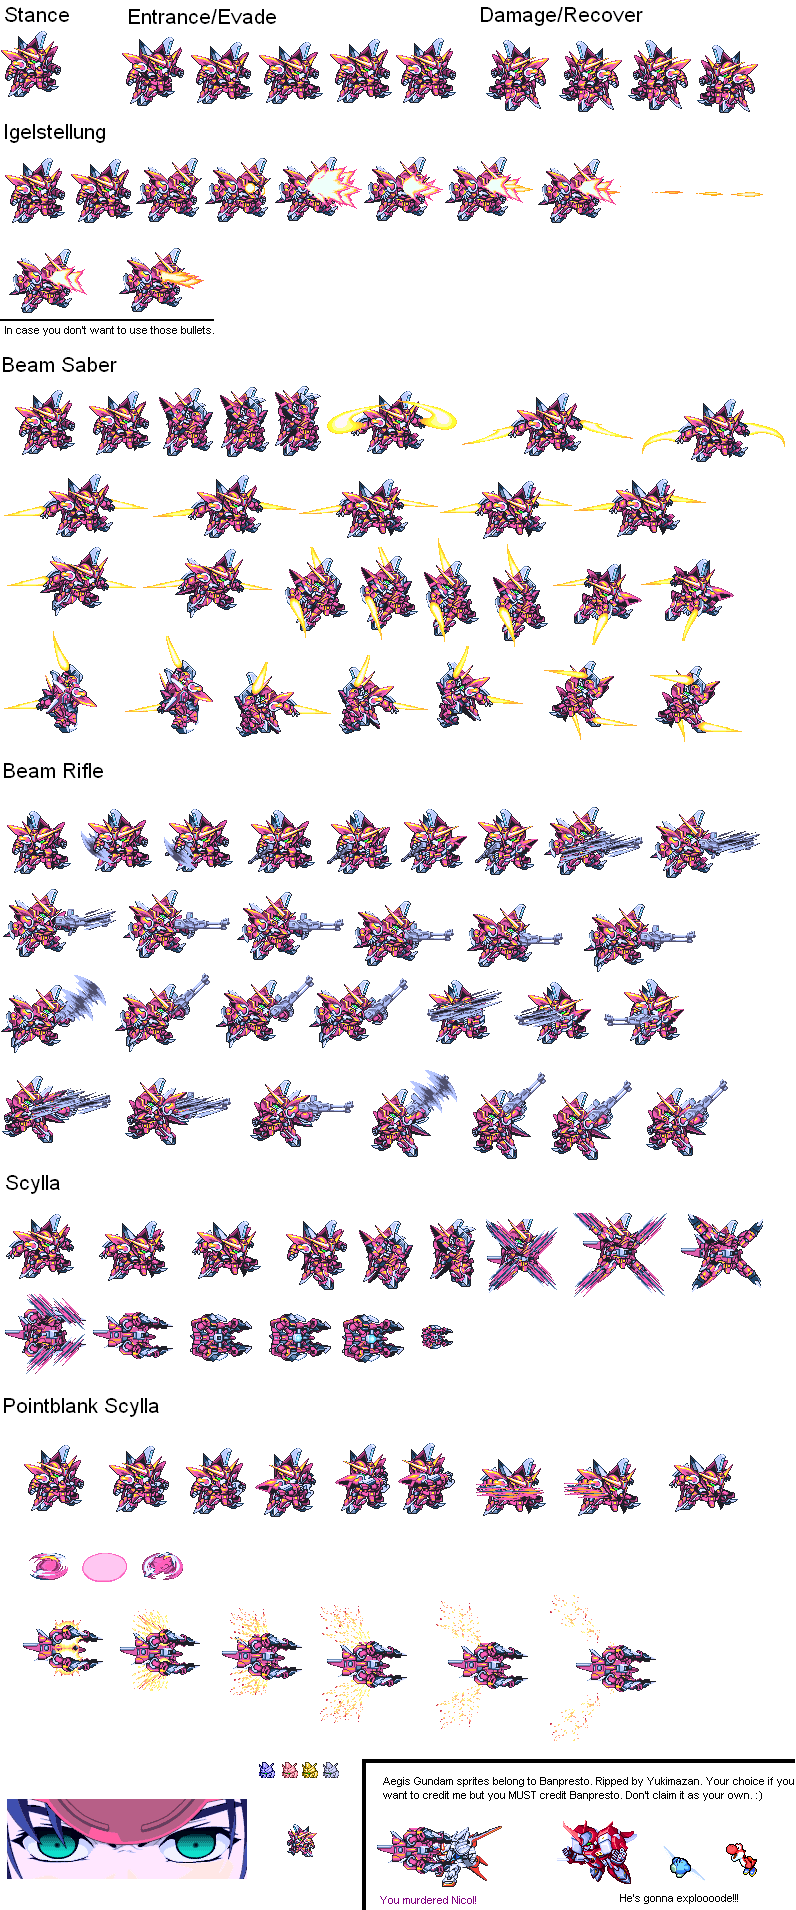 Stance
Entrance/Evade
Damage/Recover
Igelstellung
In case you don't want to use those bullets.
Beam Saber
Beam Rifle
Scylla
Pointblank Scylla
Aegis Gundam sprites belong to Banpresto. Ripped by Yukimazan. Your choice if you
want to credit me but you MUST credit Banpresto. Don't claim it as your own. :)
You murdered Nicol!
He's gonna exploooode!!!